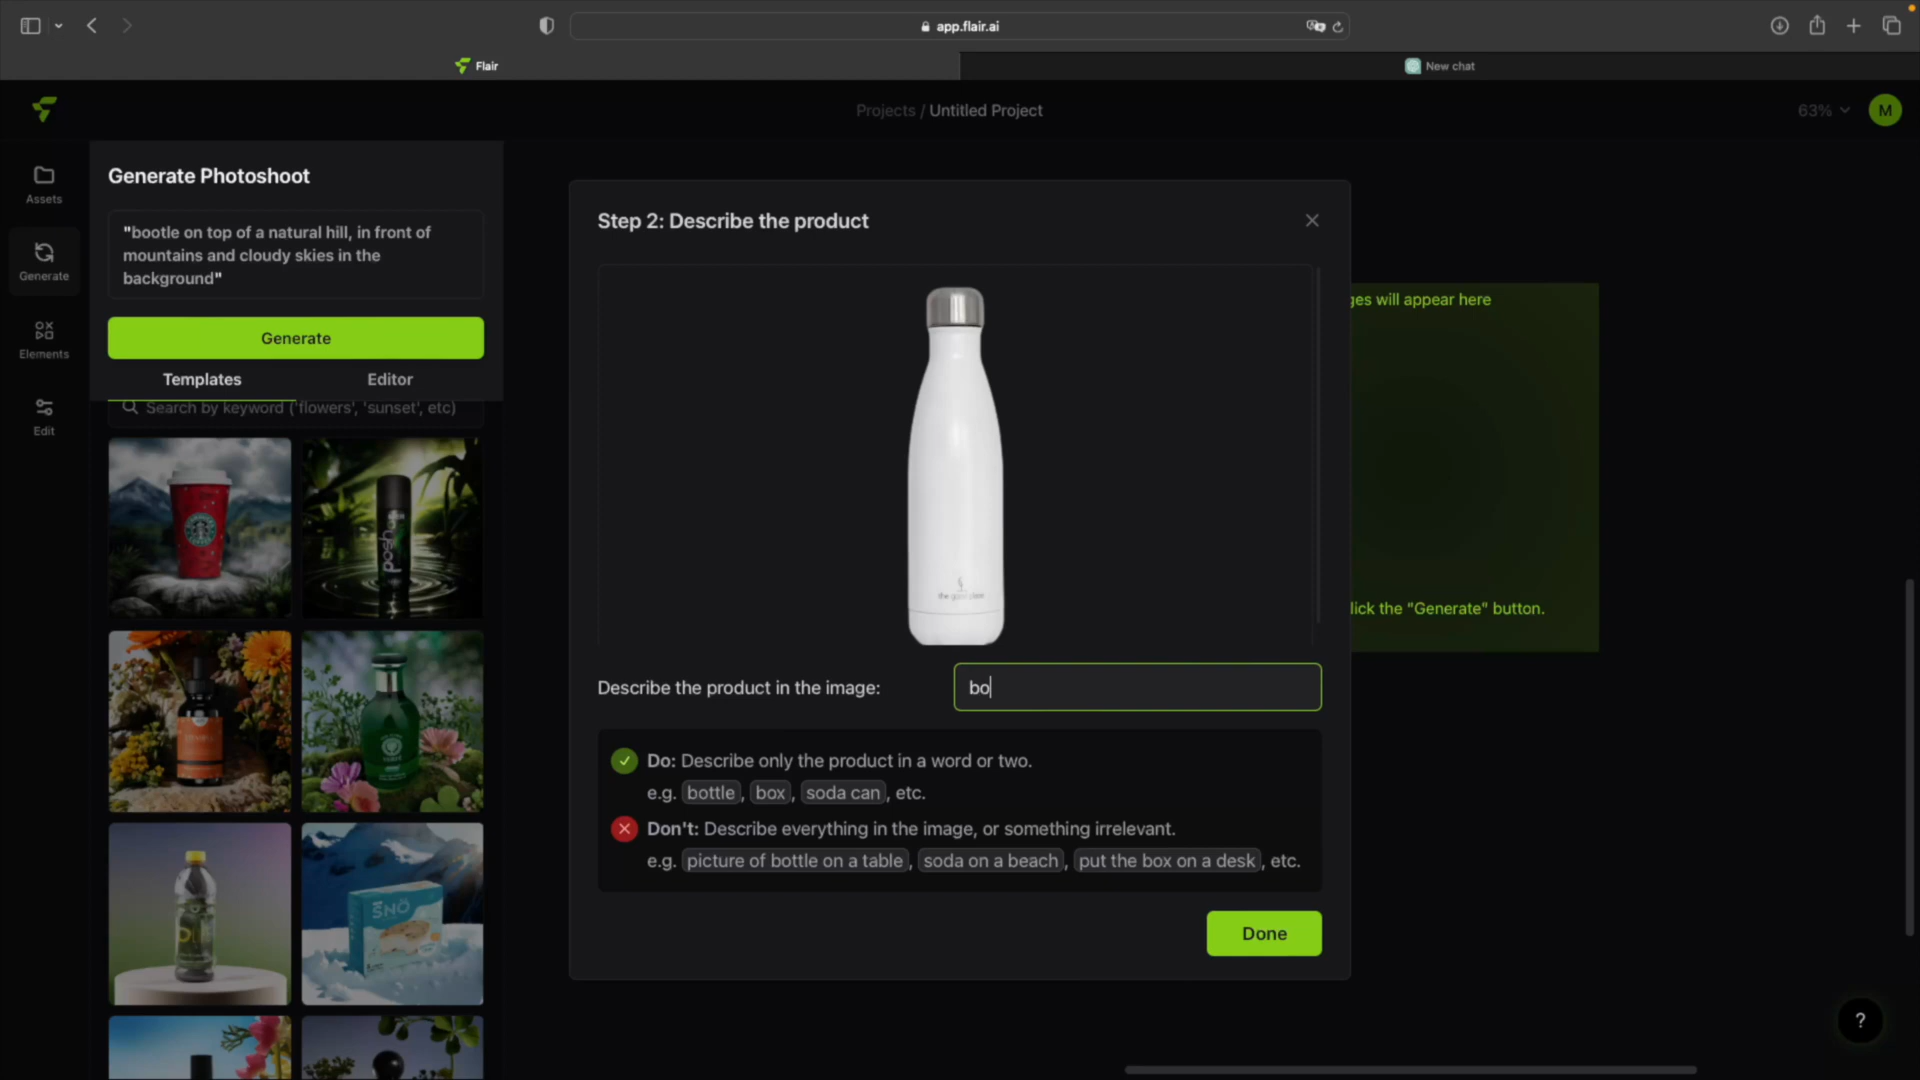 app.flair.ai
Flair
New chat
Projects / Untitled Project
63%
M
Assets
Generate
Elements
Edit
Generate Photoshoot
"bootle on top of a natural hill, in front of
mountains and cloudy skies in the
background"
Generate
Templates
Editor
Search by keyword ('flowers', 'sunset', etc)
posh
SNÖ
Step 2: Describe the product
ges will appear here
lick the "Generate" button.
Describe the product in the image:
bo
Do: Describe only the product in a word or two.
e.g. bottle, box, soda can, etc.
Don't: Describe everything in the image, or something irrelevant.
e.g. picture of bottle on a table, soda on a beach, put the box on a desk, etc.
Done
?